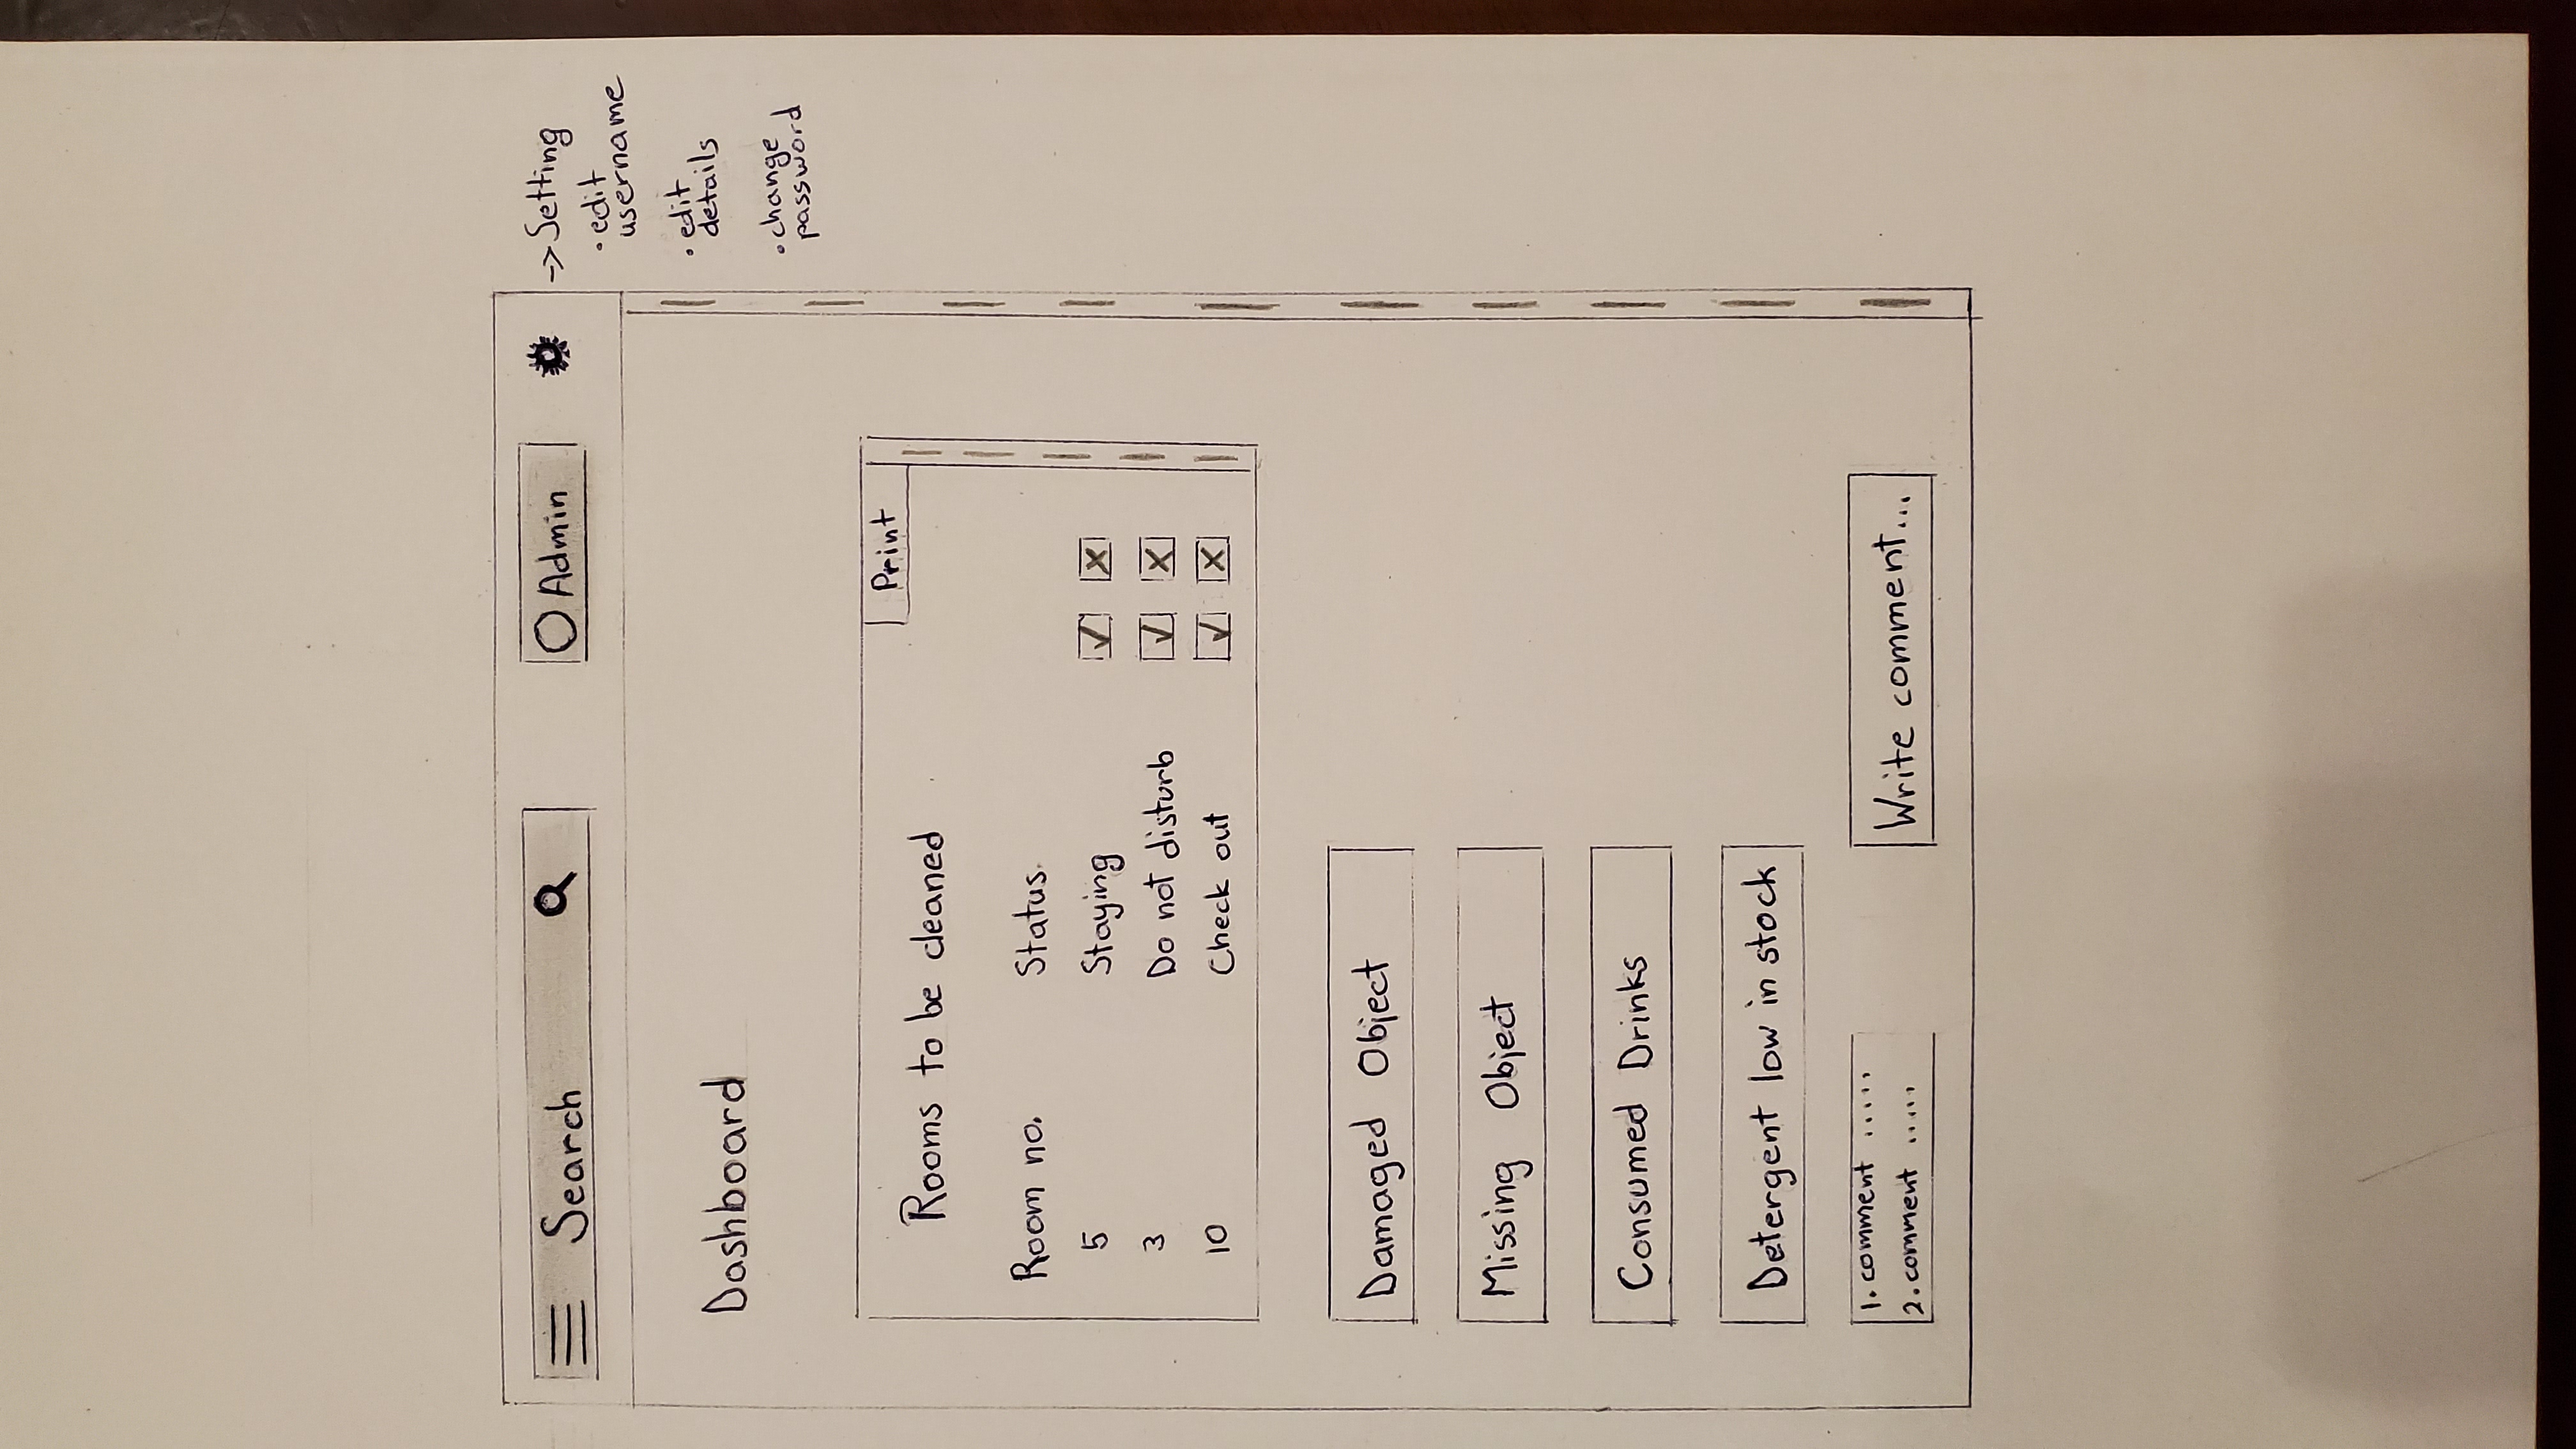 Search
Admin
-> Setting
• edit
username
• edit
details
• change
password
Dashboard
Print
Rooms to be cleaned
Room no. Status
5 Staying
3 Do not disturb
10 Check out
Damaged Object
Missing Object
Consumed Drinks
Detergent low in stock
1. comment .....
2. comment .....
Write comment...